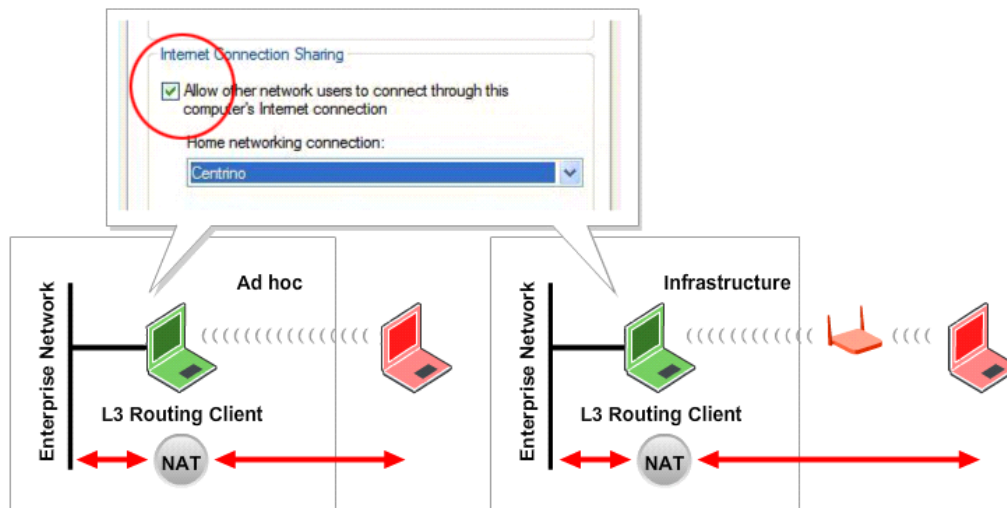 Internet Connection Sharing
Allow other network users to connect through this
computer's Internet connection
Home networking connection:
Centrino
Ad hoc
Enterprise Network
L3 Routing Client
NAT
Infrastructure
Enterprise Network
L3 Routing Client
NAT